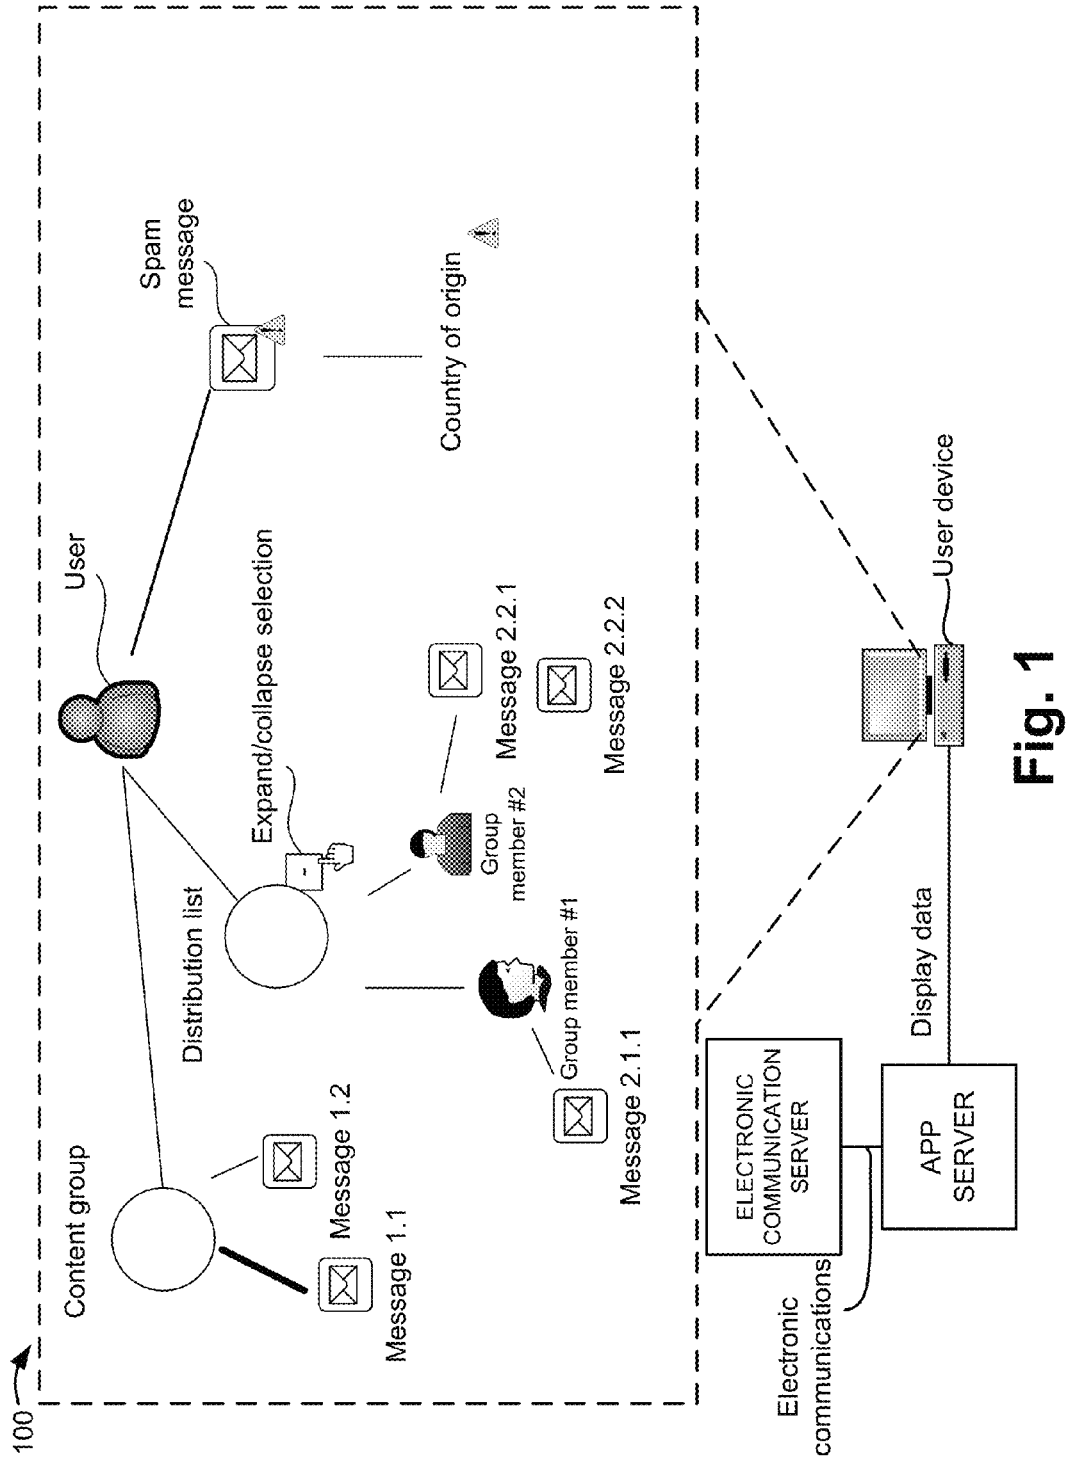 100
Content group
Message 1.1
Message 1.2
Distribution list
User
Expand/collapse selection
Spam
message
Country of origin
Group member #1
Message 2.1.1
Group
member #2
Message 2.2.1
Message 2.2.2
ELECTRONIC
COMMUNICATION
SERVER
Electronic
communications
APP
SERVER
Display data
User device
Fig. 1